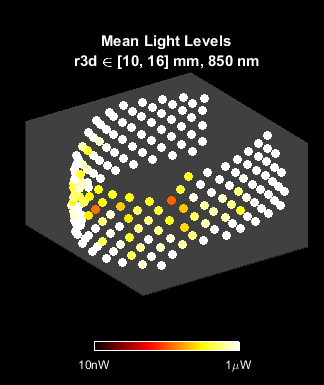 Mean Light Levels
r3d ∈ [10, 16] mm, 850 nm
10nW 1μW